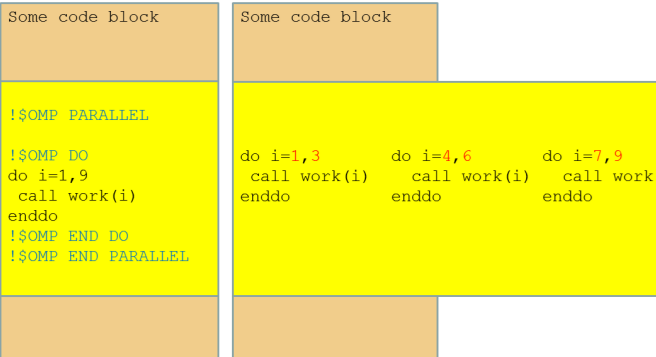 Some code block
!$OMP PARALLEL
!$OMP DO
do i=1,9
call work(i)
enddo
!$OMP END DO
!$OMP END PARALLEL
Some code block
do i=1,3
call work(i)
enddo
do i=4,6
call work(i)
enddo
do i=7,9
call work
enddo